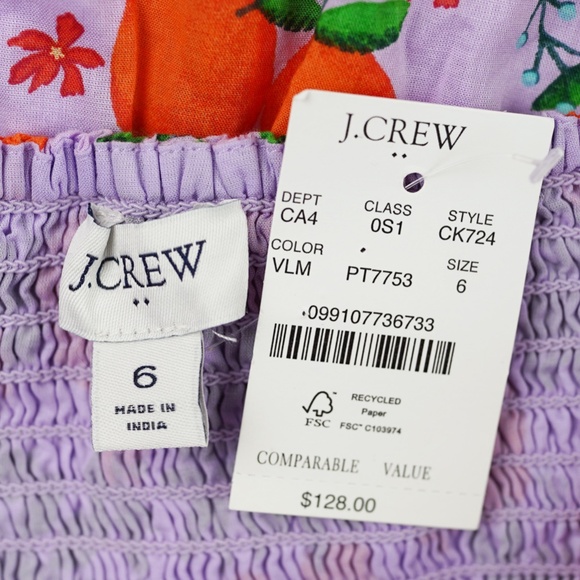 J.CREW
6
MADE IN
INDIA
J.CREW
DEPT CLASS STYLE
CA4 0S1 CK724
COLOR SIZE
VLM PT7753 6
099107736733
FSC
RECYCLED
Paper
FSC™ C103974
COMPARABLE VALUE
$128.00